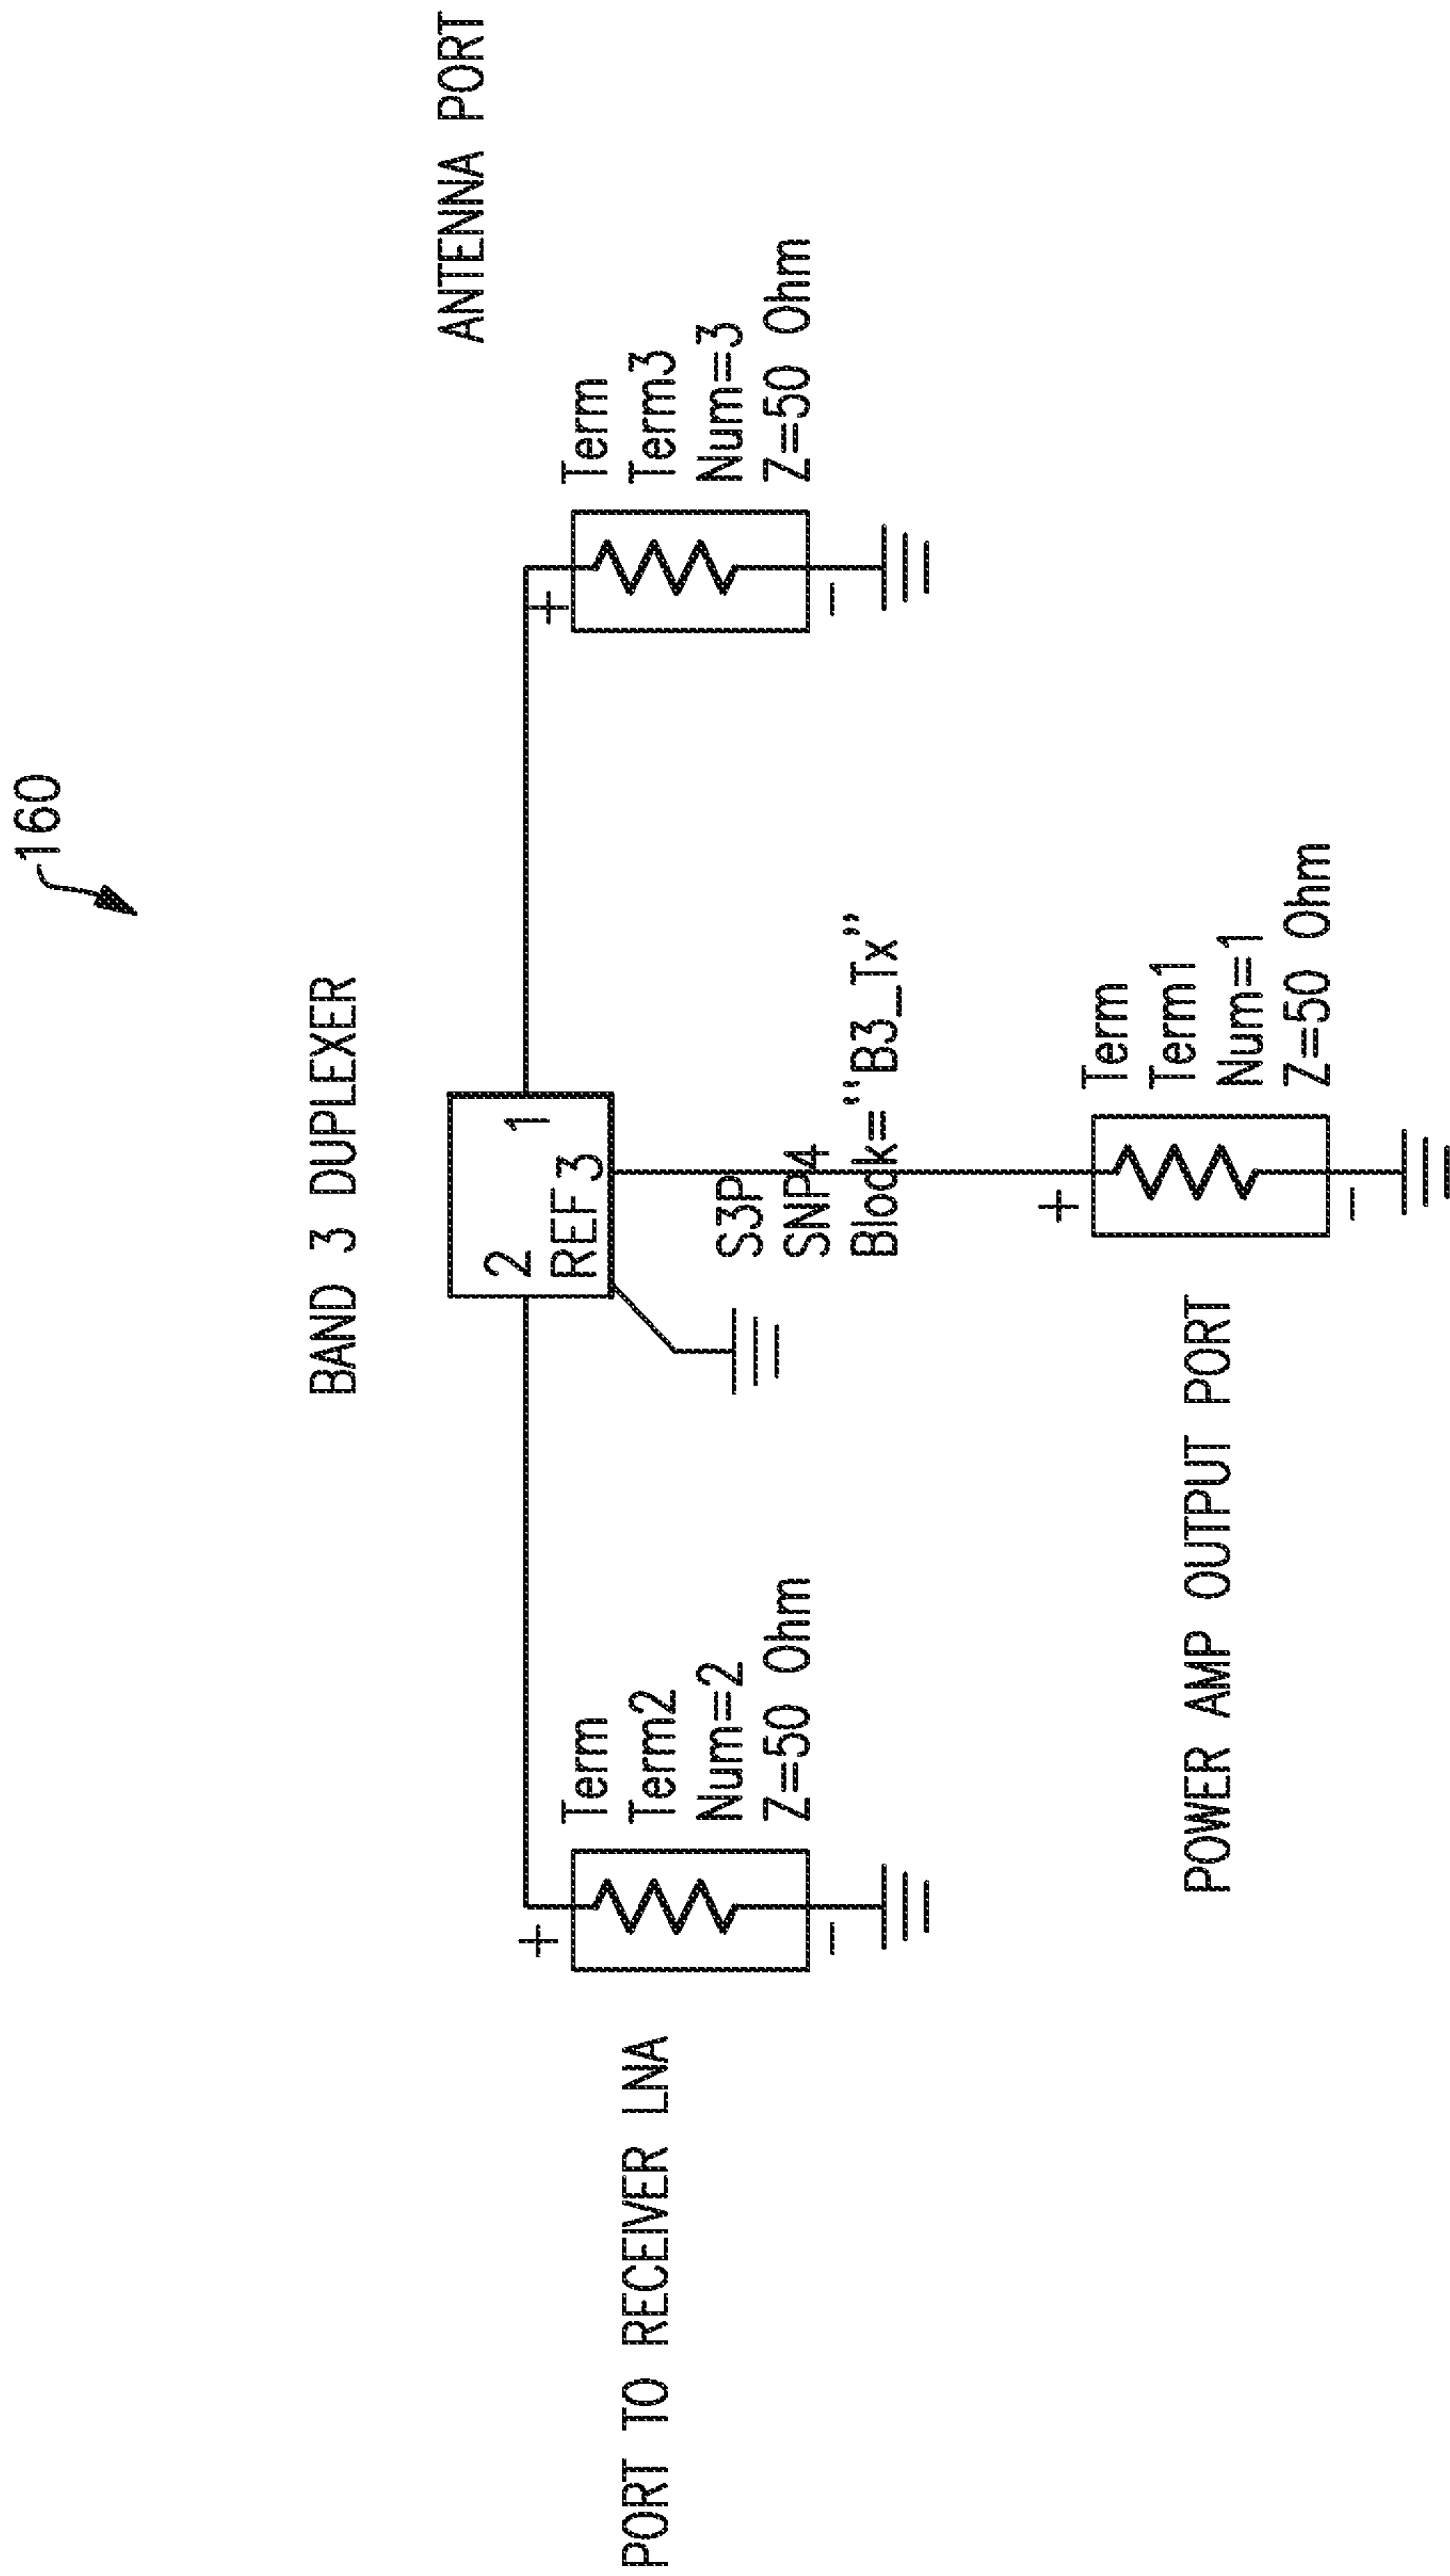 160
BAND 3 DUPLEXER
ANTENNA PORT
2
1
REF 3
S3P
SNP4
Block="B3_Tx"
PORT TO RECEIVER LNA
+
Term
Term2
Num=2
Z=50 Ohm
-
+
Term
Term3
Num=3
Z=50 Ohm
-
POWER AMP OUTPUT PORT
+
Term
Term1
Num=1
Z=50 Ohm
-